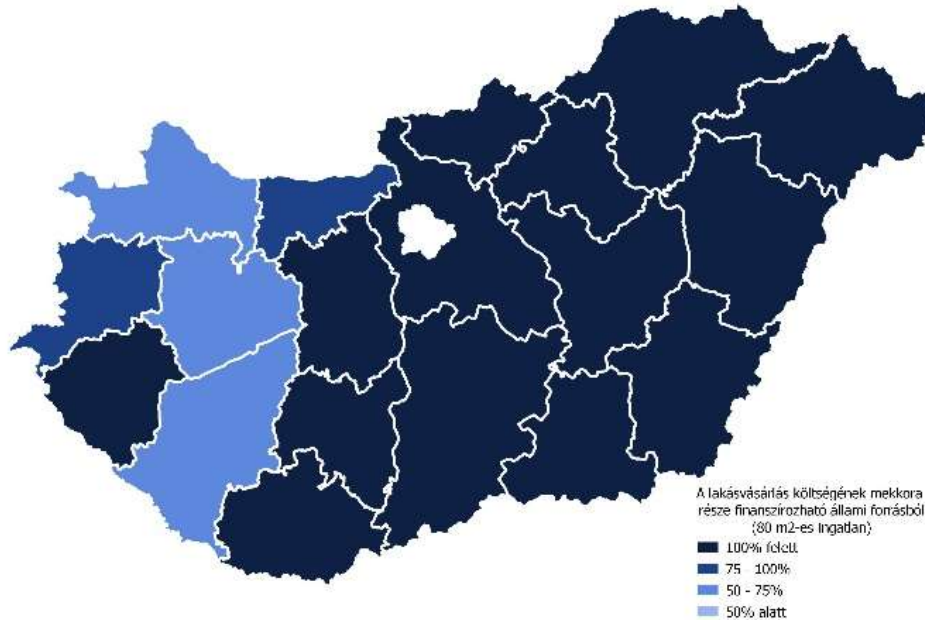 A lakásvásárlás költségének mekkora
része finanszírozható állami forrásból
(80 m2-es ingatlan)
100% felett
75 - 100%
50 - 75%
50% alatt